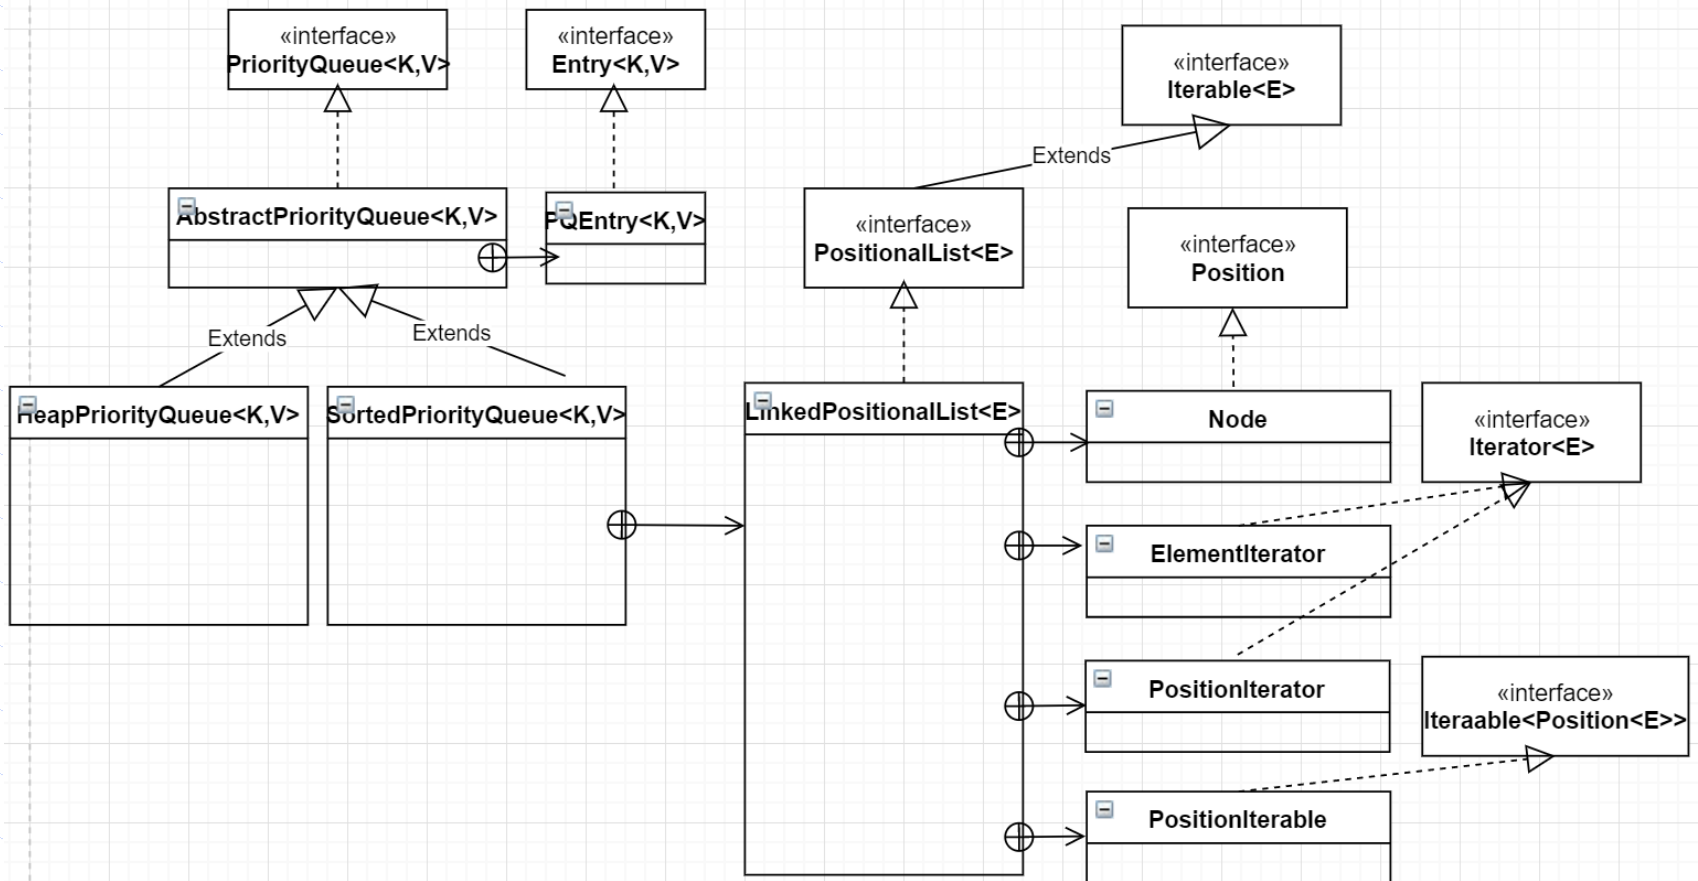 «interface»
PriorityQueue<K,V>
«interface»
Entry<K,V>
«interface»
Iterable<E>
Extends
AbstractPriorityQueue<K,V>
PQEntry<K,V>
«interface»
PositionalList<E>
«interface»
Position
Extends
Extends
HeapPriorityQueue<K,V>
SortedPriorityQueue<K,V>
LinkedPositionalList<E>
Node
«interface»
Iterator<E>
ElementIterator
PositionIterator
«interface»
Iteraable<Position<E>>
PositionIterable